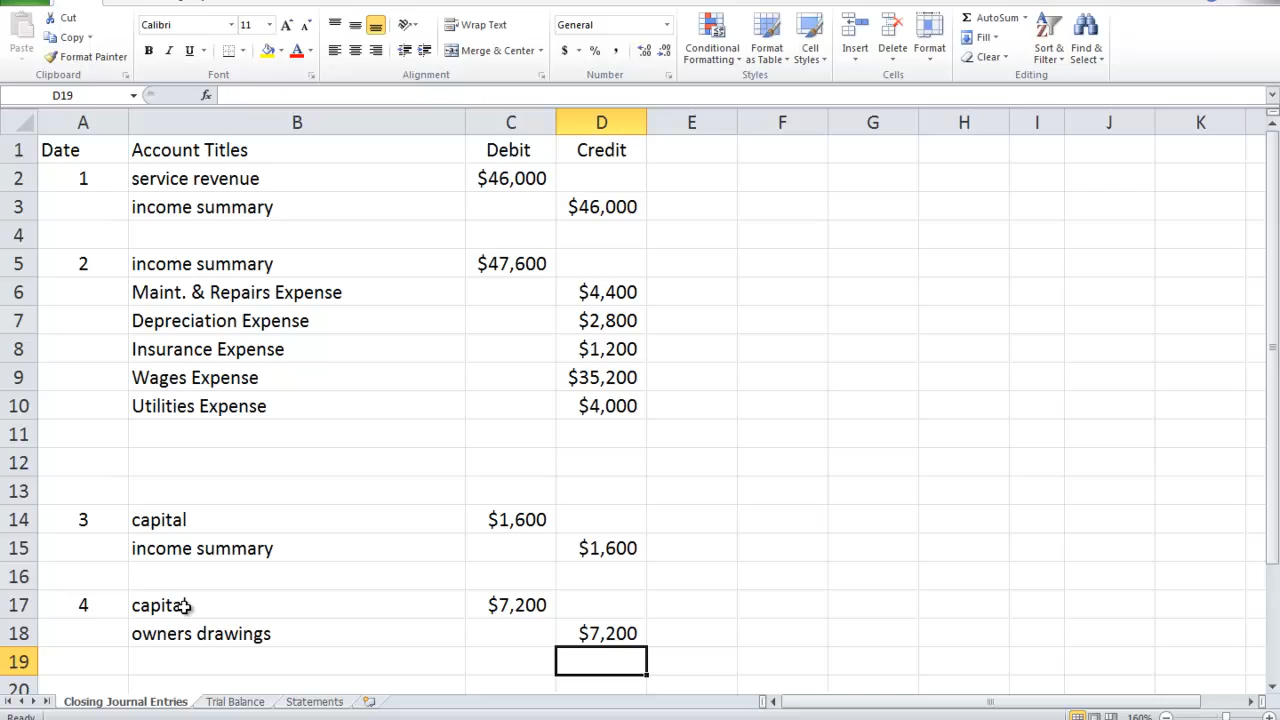 Cut
Copy
Format Painter
Paste
Clipboard
Calibri 11 A A
B I U A
Font
Wrap Text
Merge & Center
Alignment
General
$ % , .00 .0
Number
Conditional Formatting
Format as Table
Cell Styles
Styles
Insert
Delete
Format
Cells
Σ AutoSum
Fill
Clear
Sort & Filter
Find & Select
Editing
D19 fx
A B C D E F G H I J K
1 Date Account Titles Debit Credit
2 1 service revenue $46,000
3 income summary $46,000
4
5 2 income summary $47,600
6 Maint. & Repairs Expense $4,400
7 Depreciation Expense $2,800
8 Insurance Expense $1,200
9 Wages Expense $35,200
10 Utilities Expense $4,000
11
12
13
14 3 capital $1,600
15 income summary $1,600
16
17 4 capital $7,200
18 owners drawings $7,200
19
20
Closing Journal Entries Trial Balance Statements
Ready 160%